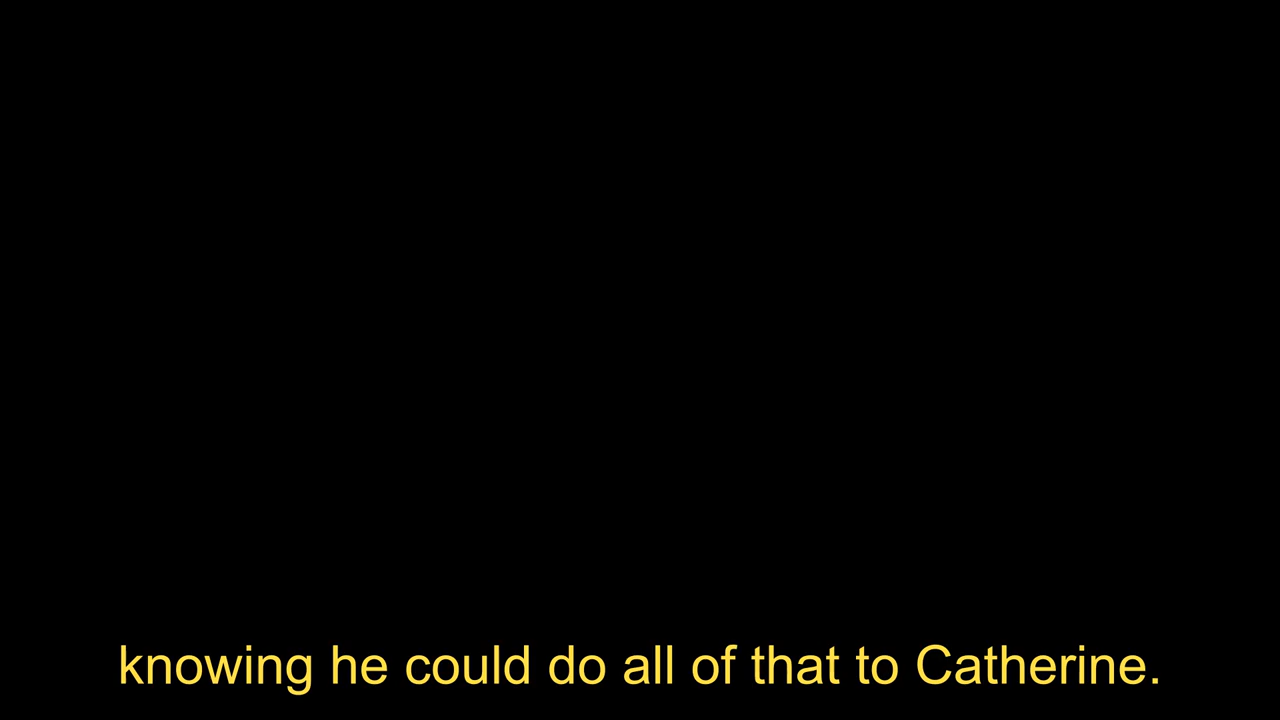 knowing he could do all of that to Catherine.